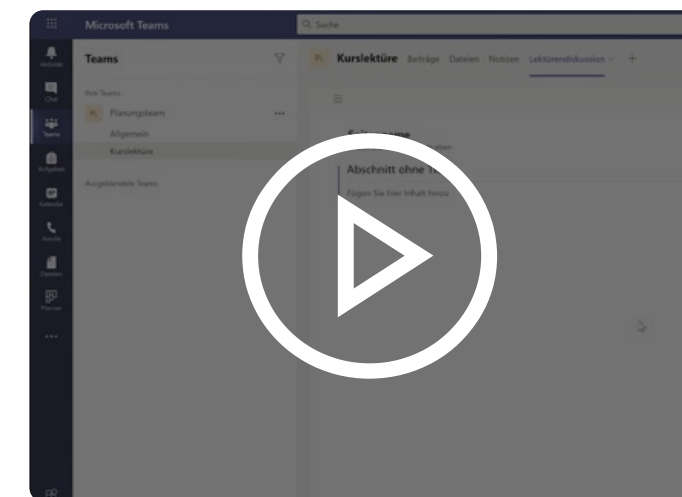 Microsoft Teams
Suche
Aktivität
Chat
Teams
Aufgaben
Kalender
Anrufe
Dateien
Planner
Teams
Ihre Teams
PL Planungsteam
Allgemein
Kurslektüre
Ausgeblendete Teams
PL Kurslektüre Beiträge Dateien Notizen Lektürendiskussion
Abschnitt ohne
Fügen Sie hier Inhalt hinzu